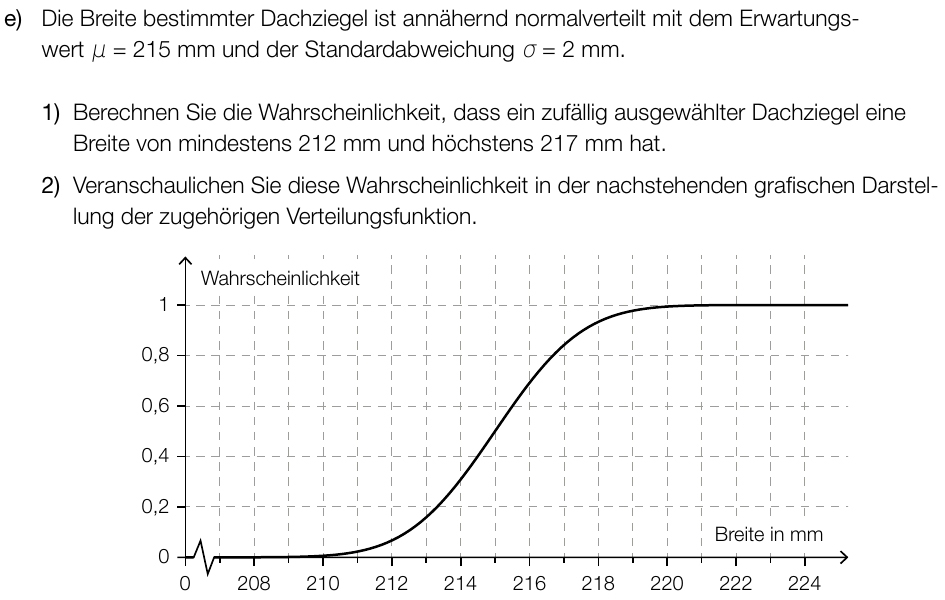 e) Die Breite bestimmter Dachziegel ist annähernd normalverteilt mit dem Erwartungs-
wert μ = 215 mm und der Standardabweichung σ = 2 mm.
1) Berechnen Sie die Wahrscheinlichkeit, dass ein zufällig ausgewählter Dachziegel eine
Breite von mindestens 212 mm und höchstens 217 mm hat.
2) Veranschaulichen Sie diese Wahrscheinlichkeit in der nachstehenden grafischen Darstel-
lung der zugehörigen Verteilungsfunktion.
Wahrscheinlichkeit
1
0,8
0,6
0,4
0,2
Breite in mm
0
0 208 210 212 214 216 218 220 222 224